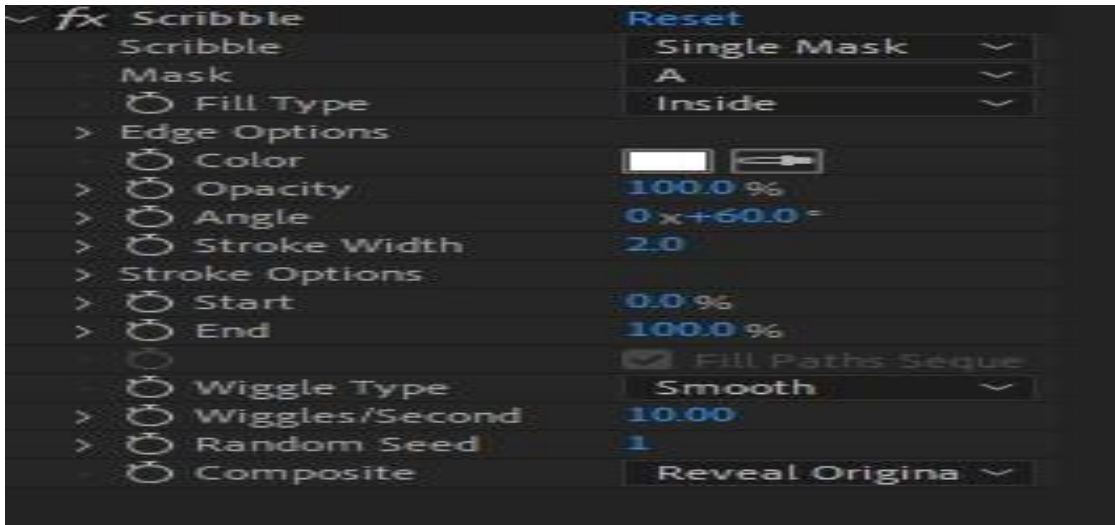 fx Scribble Reset
Scribble Single Mask
Mask A
Fill Type Inside
Edge Options
Color
Opacity 100.0 %
Angle 0 x +60.0 °
Stroke Width 2.0
Stroke Options
Start 0.0 %
End 100.0 %
Fill Paths Seque
Wiggle Type Smooth
Wiggles/Second 10.00
Random Seed 1
Composite Reveal Origina